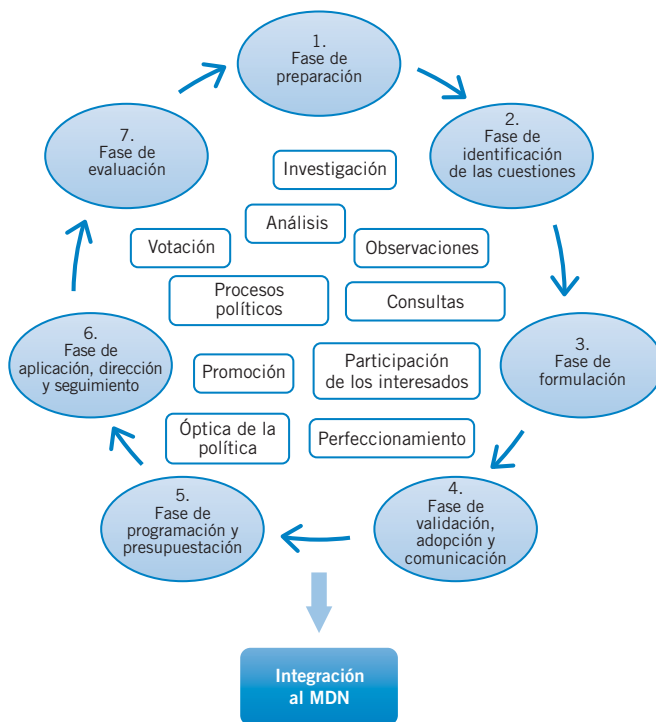 1.
Fase de
preparación
2.
Fase de
identificación
de las cuestiones
3.
Fase de
formulación
4.
Fase de
validación,
adopción y
comunicación
5.
Fase de
programación y
presupuestación
6.
Fase de
aplicación, dirección
y seguimiento
7.
Fase de
evaluación
Investigación
Análisis
Votación
Observaciones
Procesos
políticos
Consultas
Promoción
Participación
de los interesados
Óptica de la
política
Perfeccionamiento
Integración
al MDN